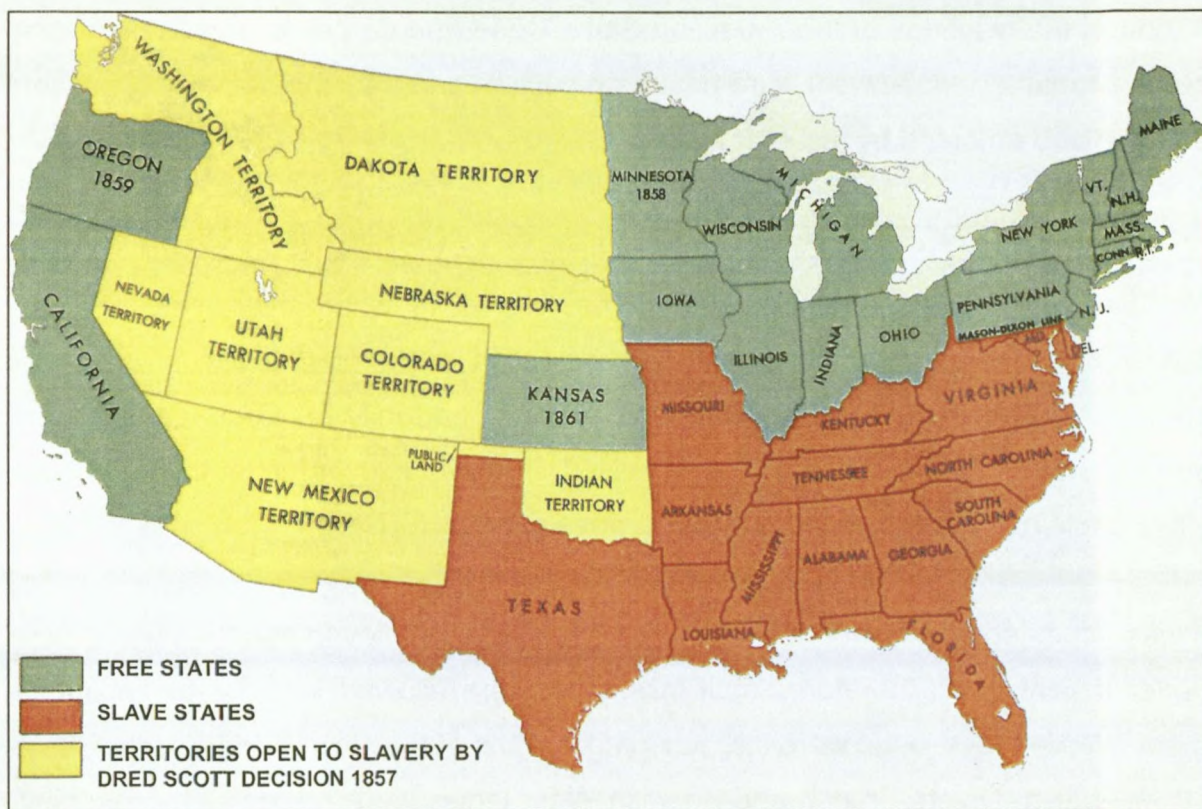 WASHINGTON TERRITORY
OREGON
1859
DAKOTA TERRITORY
MINNESOTA
1858
WISCONSIN
MICHIGAN
MAINE
VT.
N.H.
NEW YORK
MASS.
CONN.
R.I.
NEVADA
TERRITORY
UTAH
TERRITORY
NEBRASKA TERRITORY
IOWA
PENNSYLVANIA
N. J.
MASON-DIXON LINE
COLORADO
TERRITORY
ILLINOIS
INDIANA
OHIO
MD.
DEL.
CALIFORNIA
KANSAS
1861
MISSOURI
KENTUCKY
VIRGINIA
PUBLIC
LAND
NEW MEXICO
TERRITORY
INDIAN
TERRITORY
ARKANSAS
TENNESSEE
NORTH CAROLINA
SOUTH
CAROLINA
MISSISSIPPI
ALABAMA
GEORGIA
TEXAS
LOUISIANA
FLORIDA
FREE STATES
SLAVE STATES
TERRITORIES OPEN TO SLAVERY BY
DRED SCOTT DECISION 1857